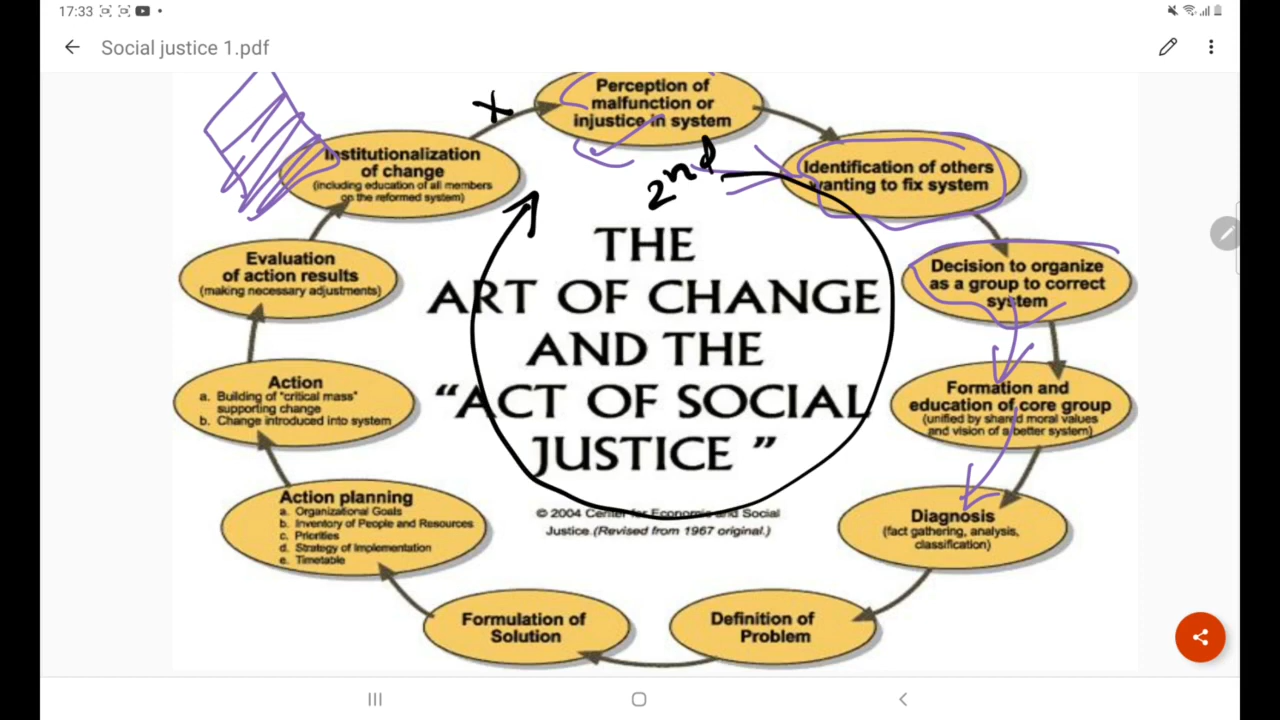 17:33
Social justice 1.pdf
Perception of
malfunction or
injustice in system
Identification of others
wanting to fix system
Decision to organize
as a group to correct
system
Formation and
education of core group
(unified by shared moral values
and vision of a better system)
Diagnosis
(fact gathering, analysis,
classification)
Definition of
Problem
Formulation of
Solution
Action planning
a. Organizational Goals
b. Inventory of People and Resources
c. Priorities
d. Strategy of Implementation
e. Timetable
Action
a. Building of "critical mass"
supporting change
b. Change introduced into system
Evaluation
of action results
(making necessary adjustments)
Institutionalization
of change
(including education of all members
on the reformed system)
x
2nd
THE
ART OF CHANGE
AND THE
“ACT OF SOCIAL
JUSTICE ”
© 2004 Center for Economic and Social
Justice.(Revised from 1967 original.)